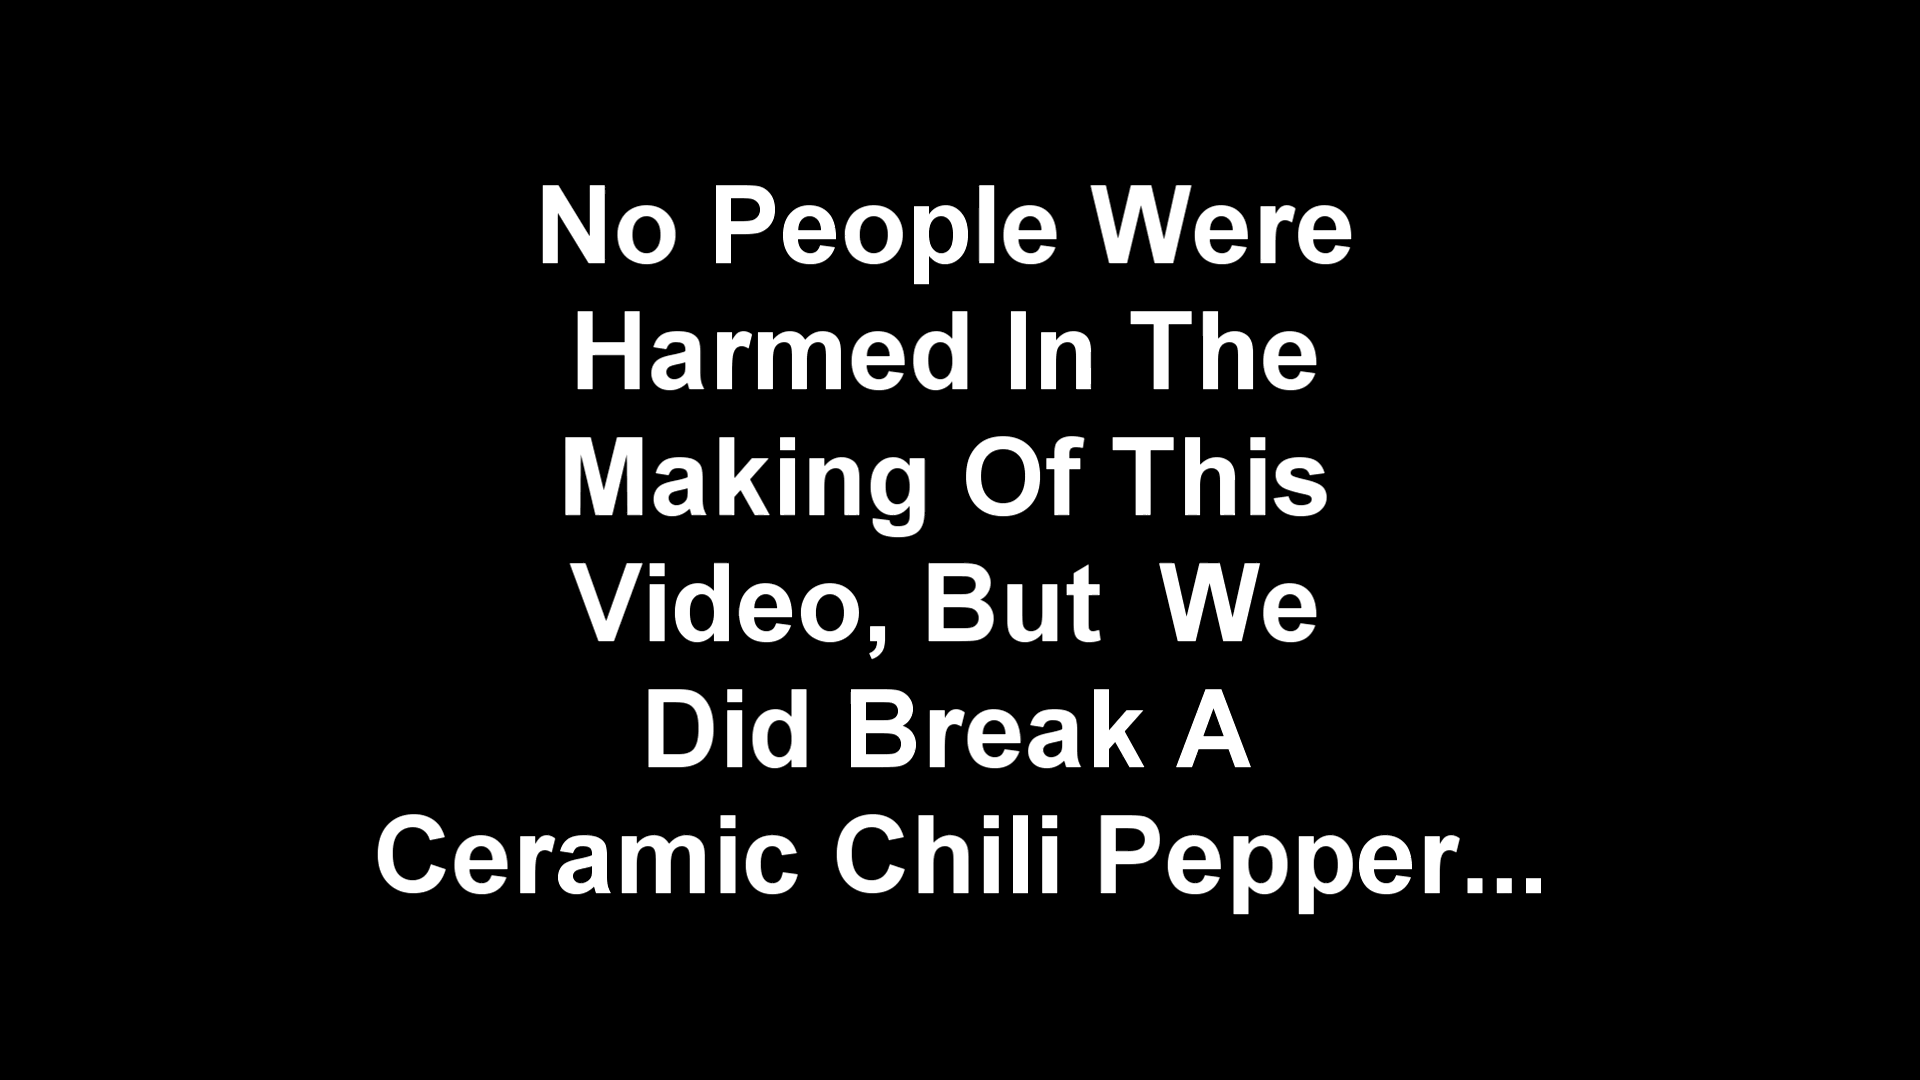 No People Were
Harmed In The
Making Of This
Video, But  We
Did Break A
Ceramic Chili Pepper...